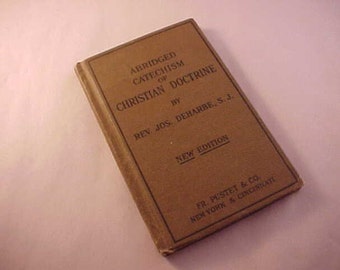 ABRIDGED
CATECHISM
OF
CHRISTIAN DOCTRINE
BY
REV. JOS. DEHARBE, S. J.
NEW EDITION
FR. PUSTET & CO.
NEW YORK & CINCINNATI